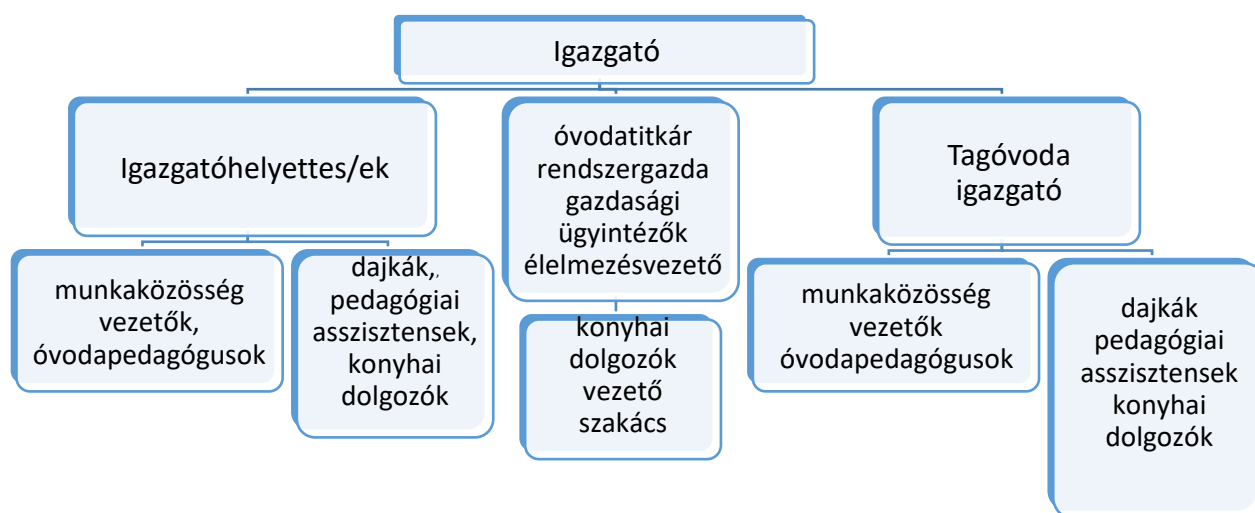 Igazgató
Igazgatóhelyettes/ek
óvodatitkár
rendszergazda
gazdasági
ügyintézők
élelmezésvezető
Tagóvoda
igazgató
munkaközösség
vezetők,
óvodapedagógusok
dajkák,,
pedagógiai
asszisztensek,
konyhai
dolgozók
konyhai
dolgozók
vezető
szakács
munkaközösség
vezetők
óvodapedagógusok
dajkák
pedagógiai
asszisztensek
konyhai
dolgozók